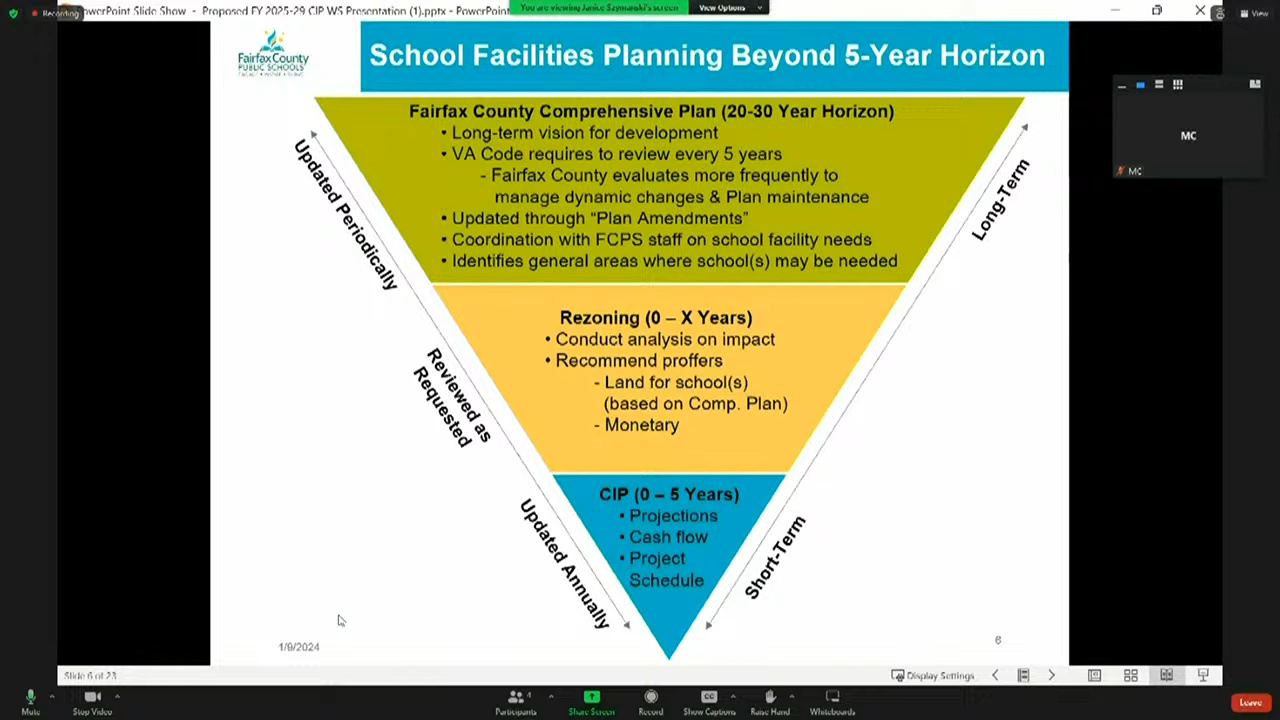 Recording
PowerPoint Slide Show - Proposed FY 2025-29 CIP WS Presentation (1).pptx - PowerPoint
You are viewing Janice Szymanski's screen
View Options
View
Fairfax County
PUBLIC SCHOOLS
School Facilities Planning Beyond 5-Year Horizon
MC
MC
Fairfax County Comprehensive Plan (20-30 Year Horizon)
• Long-term vision for development
• VA Code requires to review every 5 years
- Fairfax County evaluates more frequently to
manage dynamic changes & Plan maintenance
• Updated through “Plan Amendments”
• Coordination with FCPS staff on school facility needs
• Identifies general areas where school(s) may be needed
Updated Periodically
Long-Term
Rezoning (0 – X Years)
• Conduct analysis on impact
• Recommend proffers
- Land for school(s)
(based on Comp. Plan)
- Monetary
Reviewed as
Requested
CIP (0 – 5 Years)
• Projections
• Cash flow
• Project
Schedule
Updated Annually
Short-Term
1/9/2024
6
Slide 6 of 23
Display Settings
Mute
Stop Video
Participants
4
Share Screen
Record
Show Captions
Raise Hand
Whiteboards
Leave